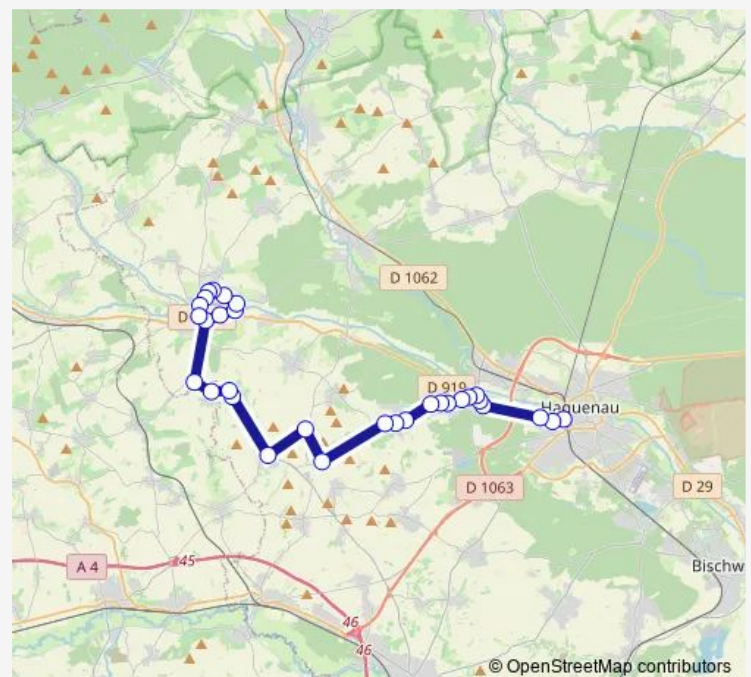 D 1062
D
D 919
Haguenau
D 1063
D 29
A 4
45
Bischw
46
46
© OpenStreetMap contributors